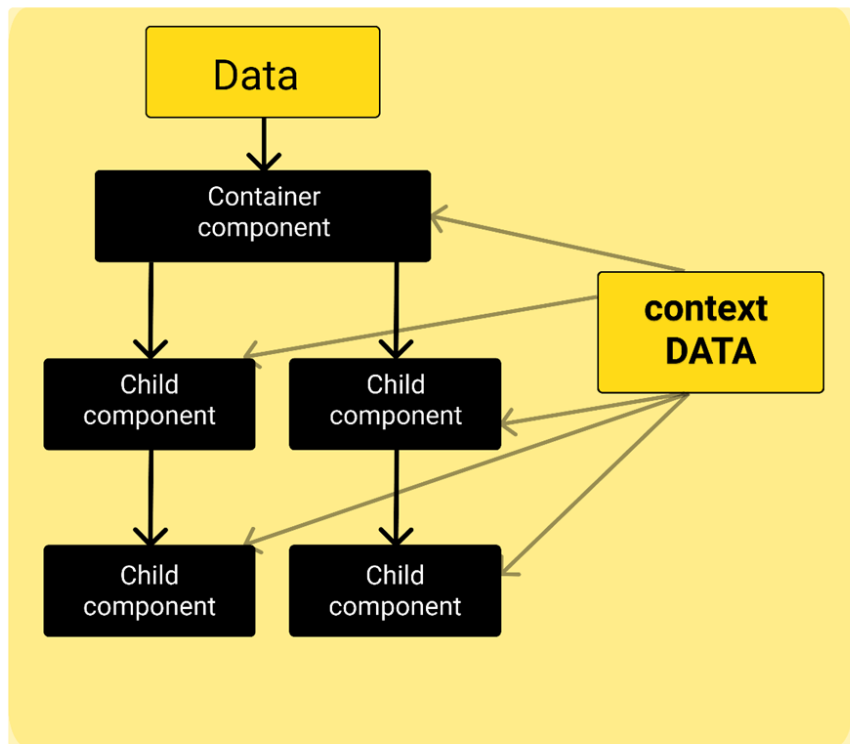 Data
Container
component
context
DATA
Child
component
Child
component
Child
component
Child
component